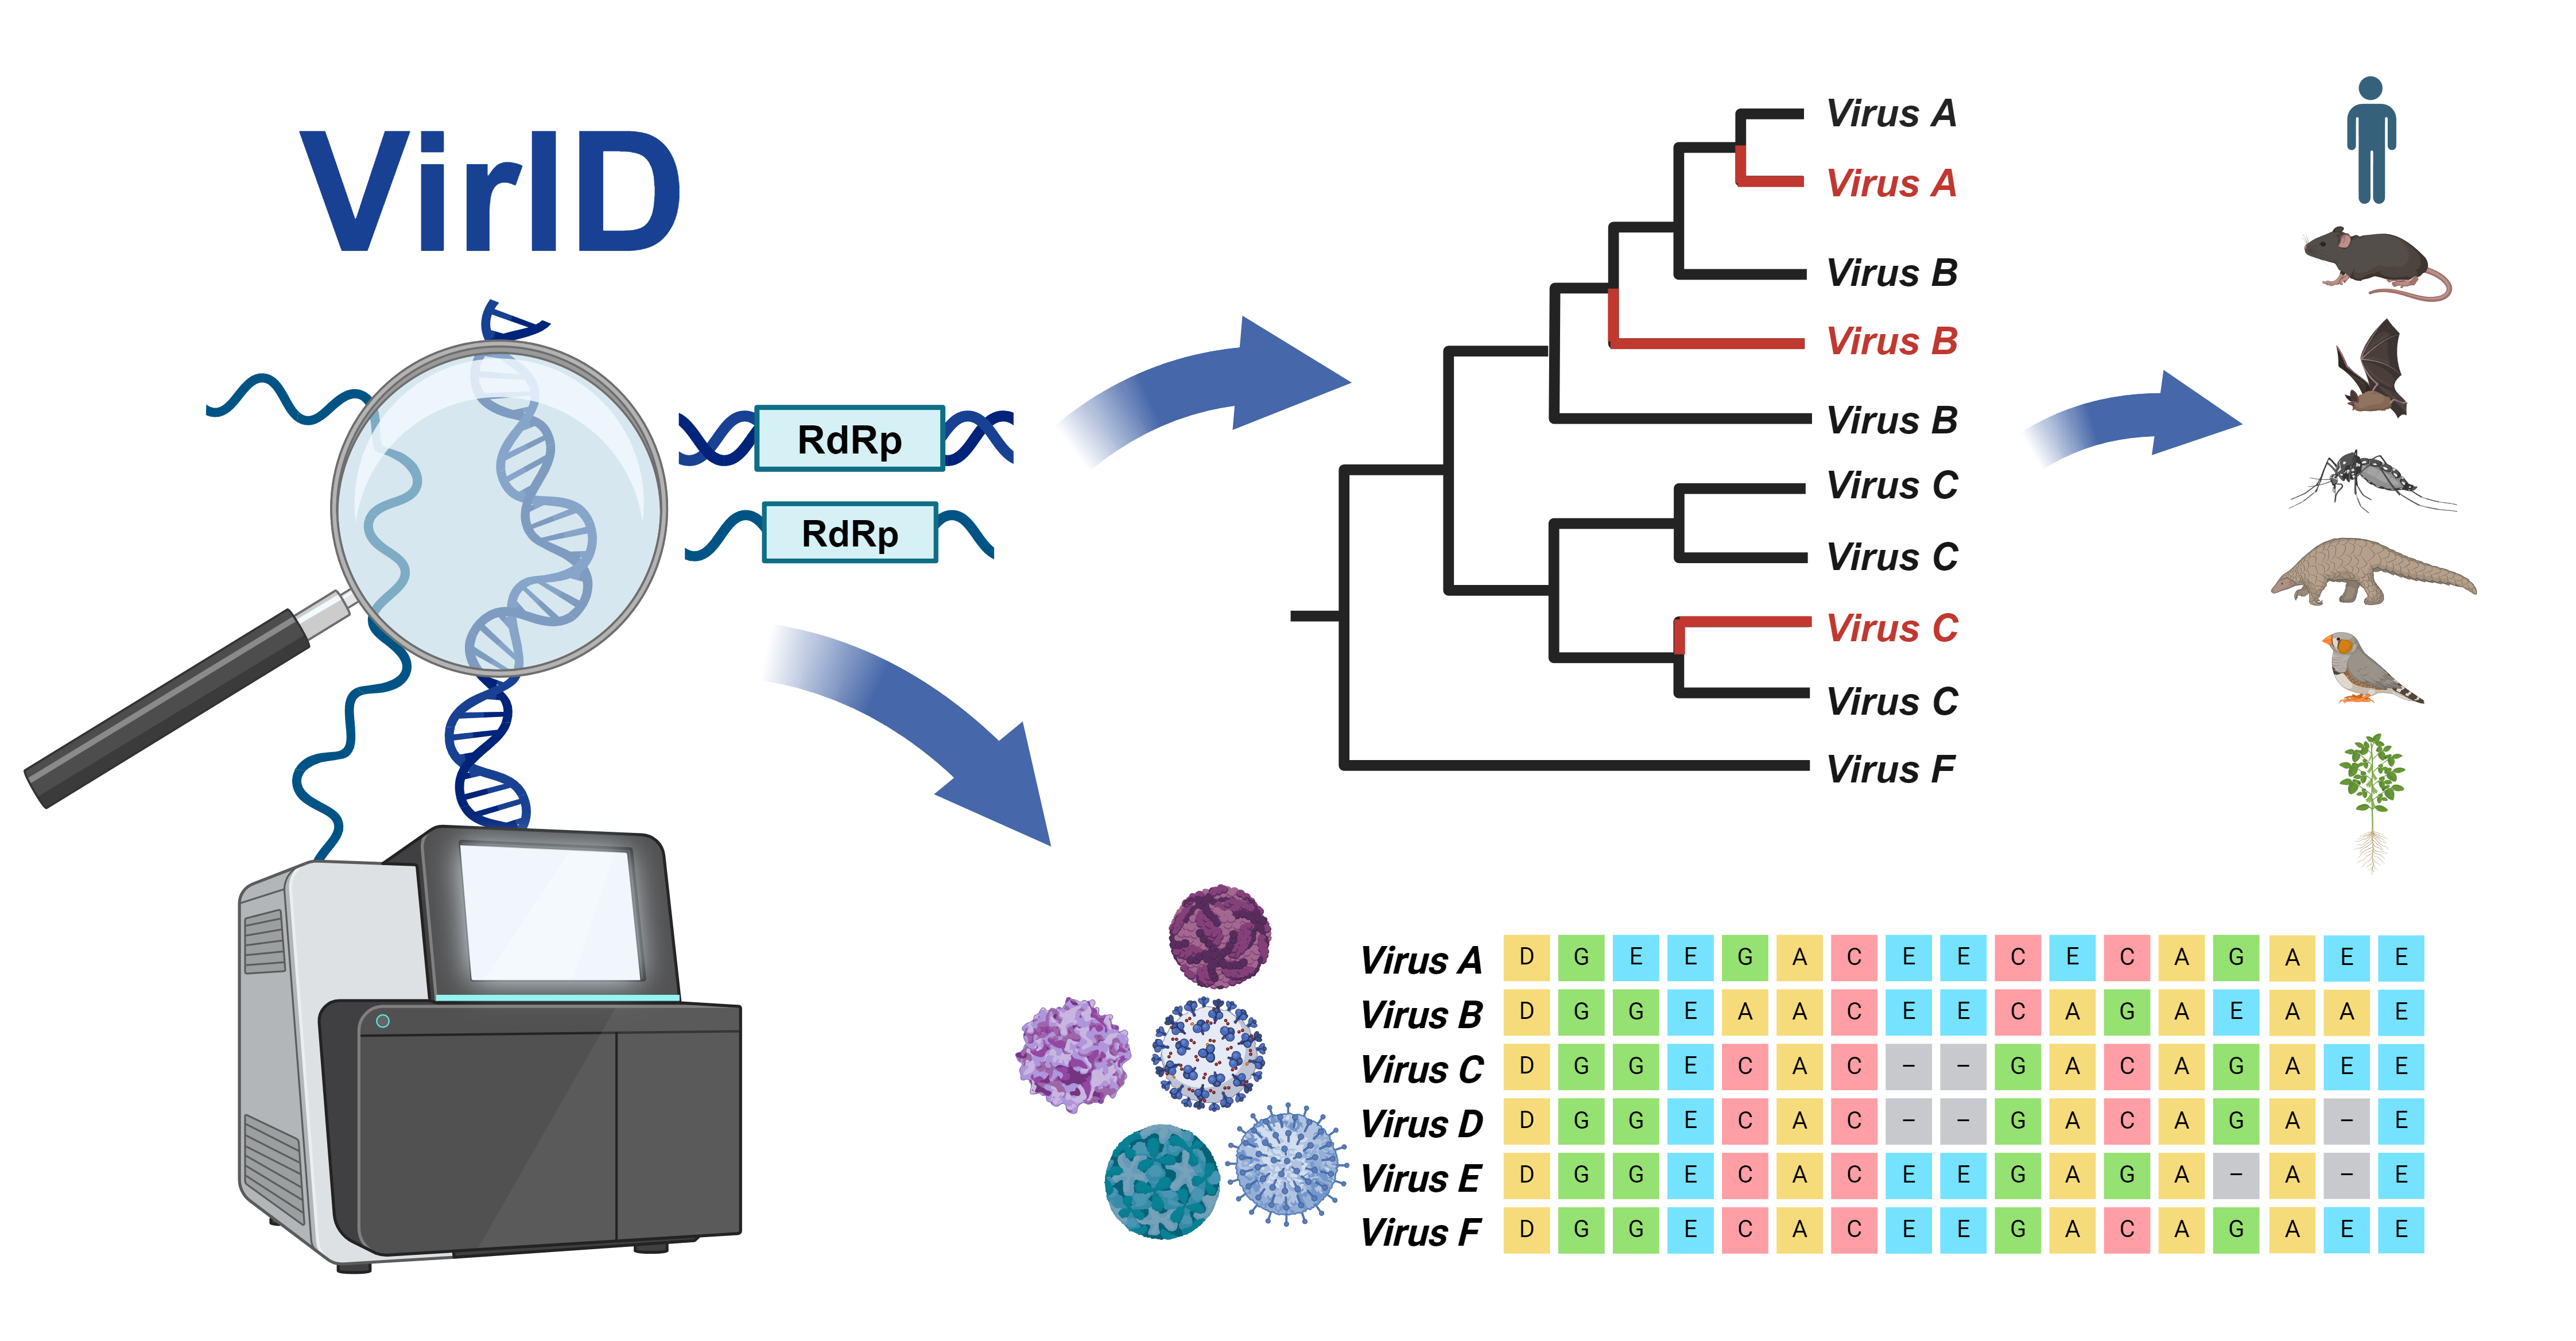 VirID
RdRp
RdRp
Virus A
Virus A
Virus B
Virus B
Virus B
Virus C
Virus C
Virus C
Virus C
Virus F
Virus A D G E E G A C E E C E C A G A E E
Virus B D G G E A A C E E C A G A E A A E
Virus C D G G E C A C – – G A C A G A E E
Virus D D G G E C A C – – G A C A G A – E
Virus E D G G E C A C E E G A G A – A – E
Virus F D G G E C A C E E G A C A G A E E